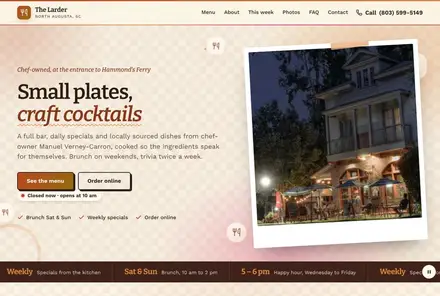 The Larder
NORTH AUGUSTA, SC
Menu About This week Photos FAQ Contact Call (803) 599-5149
Chef-owned, at the entrance to Hammond's Ferry
Small plates,
craft cocktails
A full bar, daily specials and locally sourced dishes from chef-
owner Manuel Verney-Carron, cooked so the ingredients speak
for themselves. Brunch on weekends, trivia twice a week.
See the menu Order online
Closed now · opens at 10 am
Brunch Sat & Sun Weekly specials Order online
Weekly Specials from the kitchen Sat & Sun Brunch, 10 am to 2 pm 5 – 6 pm Happy hour, Wednesday to Friday Weekly